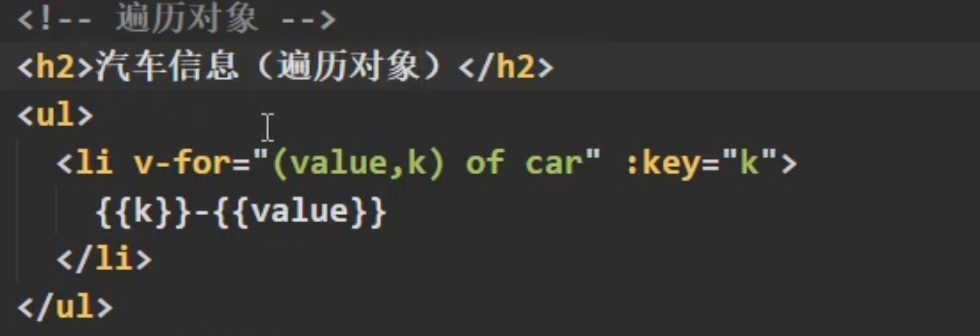 <!-- 遍历对象 -->
<h2>汽车信息（遍历对象）</h2>
<ul>
<li v-for="(value,k) of car" :key="k">
{{k}}-{{value}}
</li>
</ul>